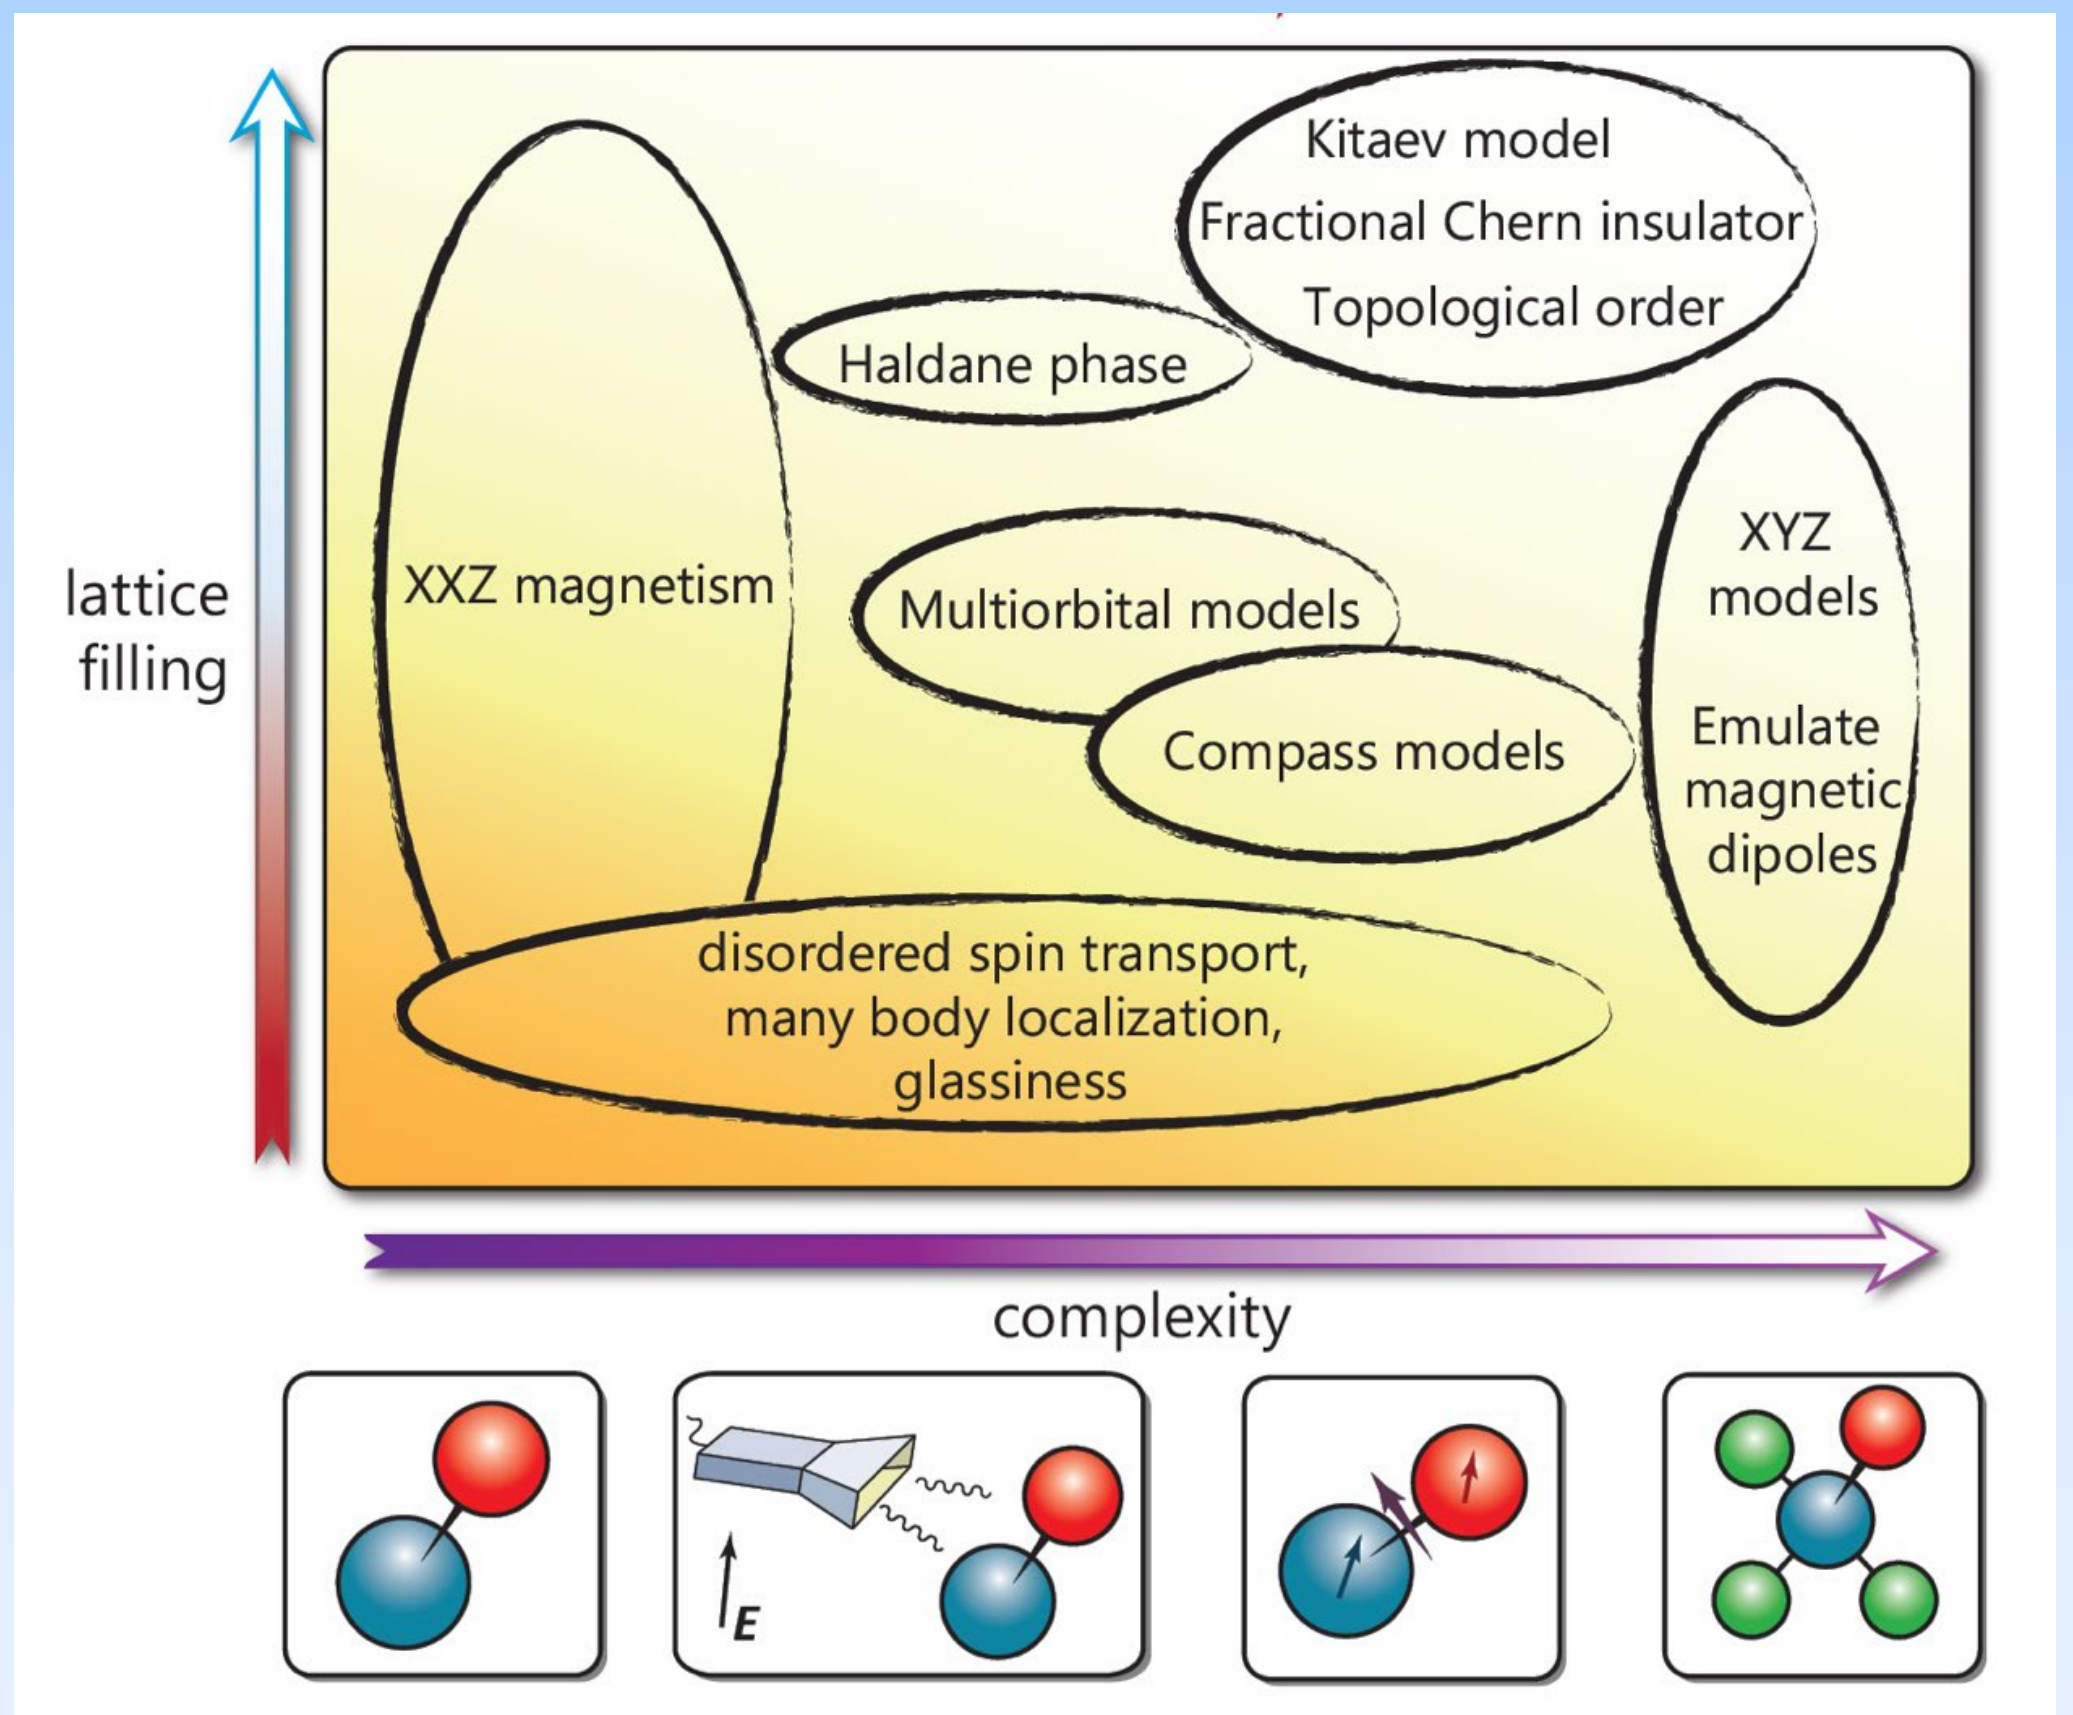 Kitaev model
Fractional Chern insulator
Topological order
Haldane phase
XXZ magnetism
Multiorbital models
Compass models
XYZ
models
Emulate
magnetic
dipoles
disordered spin transport,
many body localization,
glassiness
lattice
filling
complexity
E